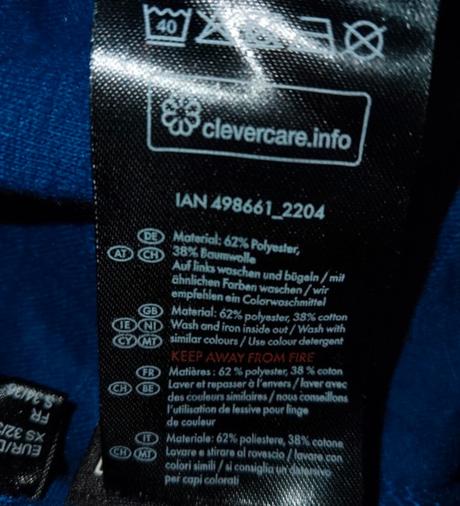 40
clevercare.info
IAN 498661_2204
DE Material: 62% Polyester,
AT CH 38% Baumwolle
Auf links waschen und bügeln / mit
ähnlichen Farben waschen / wir
empfehlen ein Colorwaschmittel
GB Material: 62% polyester, 38% cotton
IE NI Wash and iron inside out / Wash with
CY MT similar colours / Use colour detergent
KEEP AWAY FROM FIRE
FR Matières : 62 % polyester, 38 % coton
CH BE Laver et repasser à l'envers / laver avec
des couleurs similaires / nous conseillons
l'utilisation de lessive pour linge
de couleur
IT Materiale: 62% poliestere, 38% cotone
CH MT Lavare e stirare al rovescio / lavare con
colori simili / si consiglia un detersivo
per capi colorati
EUR/D
XS 32/3
FR
S 34/36